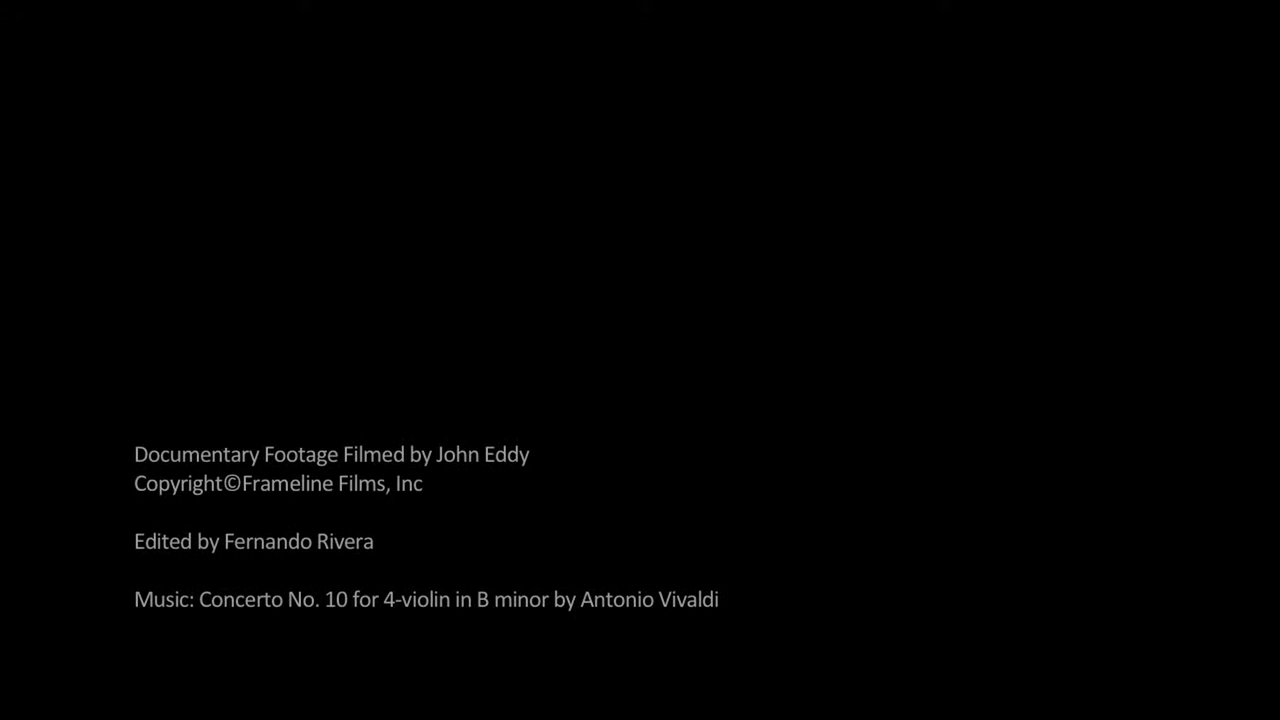 Documentary Footage Filmed by John Eddy
Copyright©Frameline Films, Inc
Edited by Fernando Rivera
Music: Concerto No. 10 for 4-violin in B minor by Antonio Vivaldi